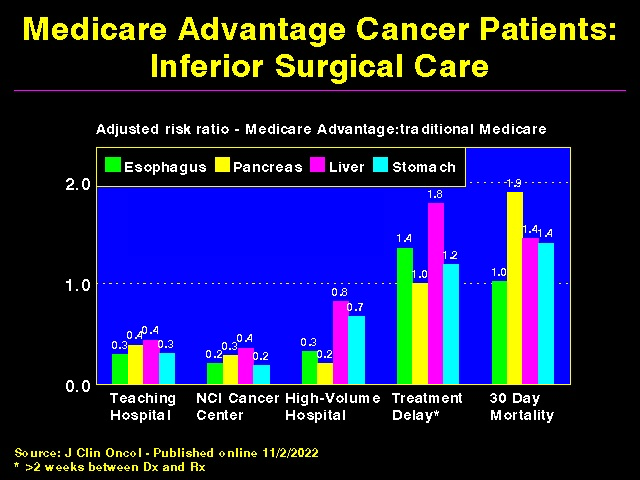 Medicare Advantage Cancer Patients:
Inferior Surgical Care
Adjusted risk ratio - Medicare Advantage:traditional Medicare
Esophagus Pancreas Liver Stomach
2.0
1.0
0.0
0.3 0.4 0.4 0.3
0.2 0.3 0.4 0.2
0.3 0.2 0.8 0.7
1.4 1.0 1.8 1.2
1.0 1.9 1.4 1.4
Teaching Hospital
NCI Cancer Center
High-Volume Hospital
Treatment Delay*
30 Day Mortality
Source: J Clin Oncol - Published online 11/2/2022
* >2 weeks between Dx and Rx